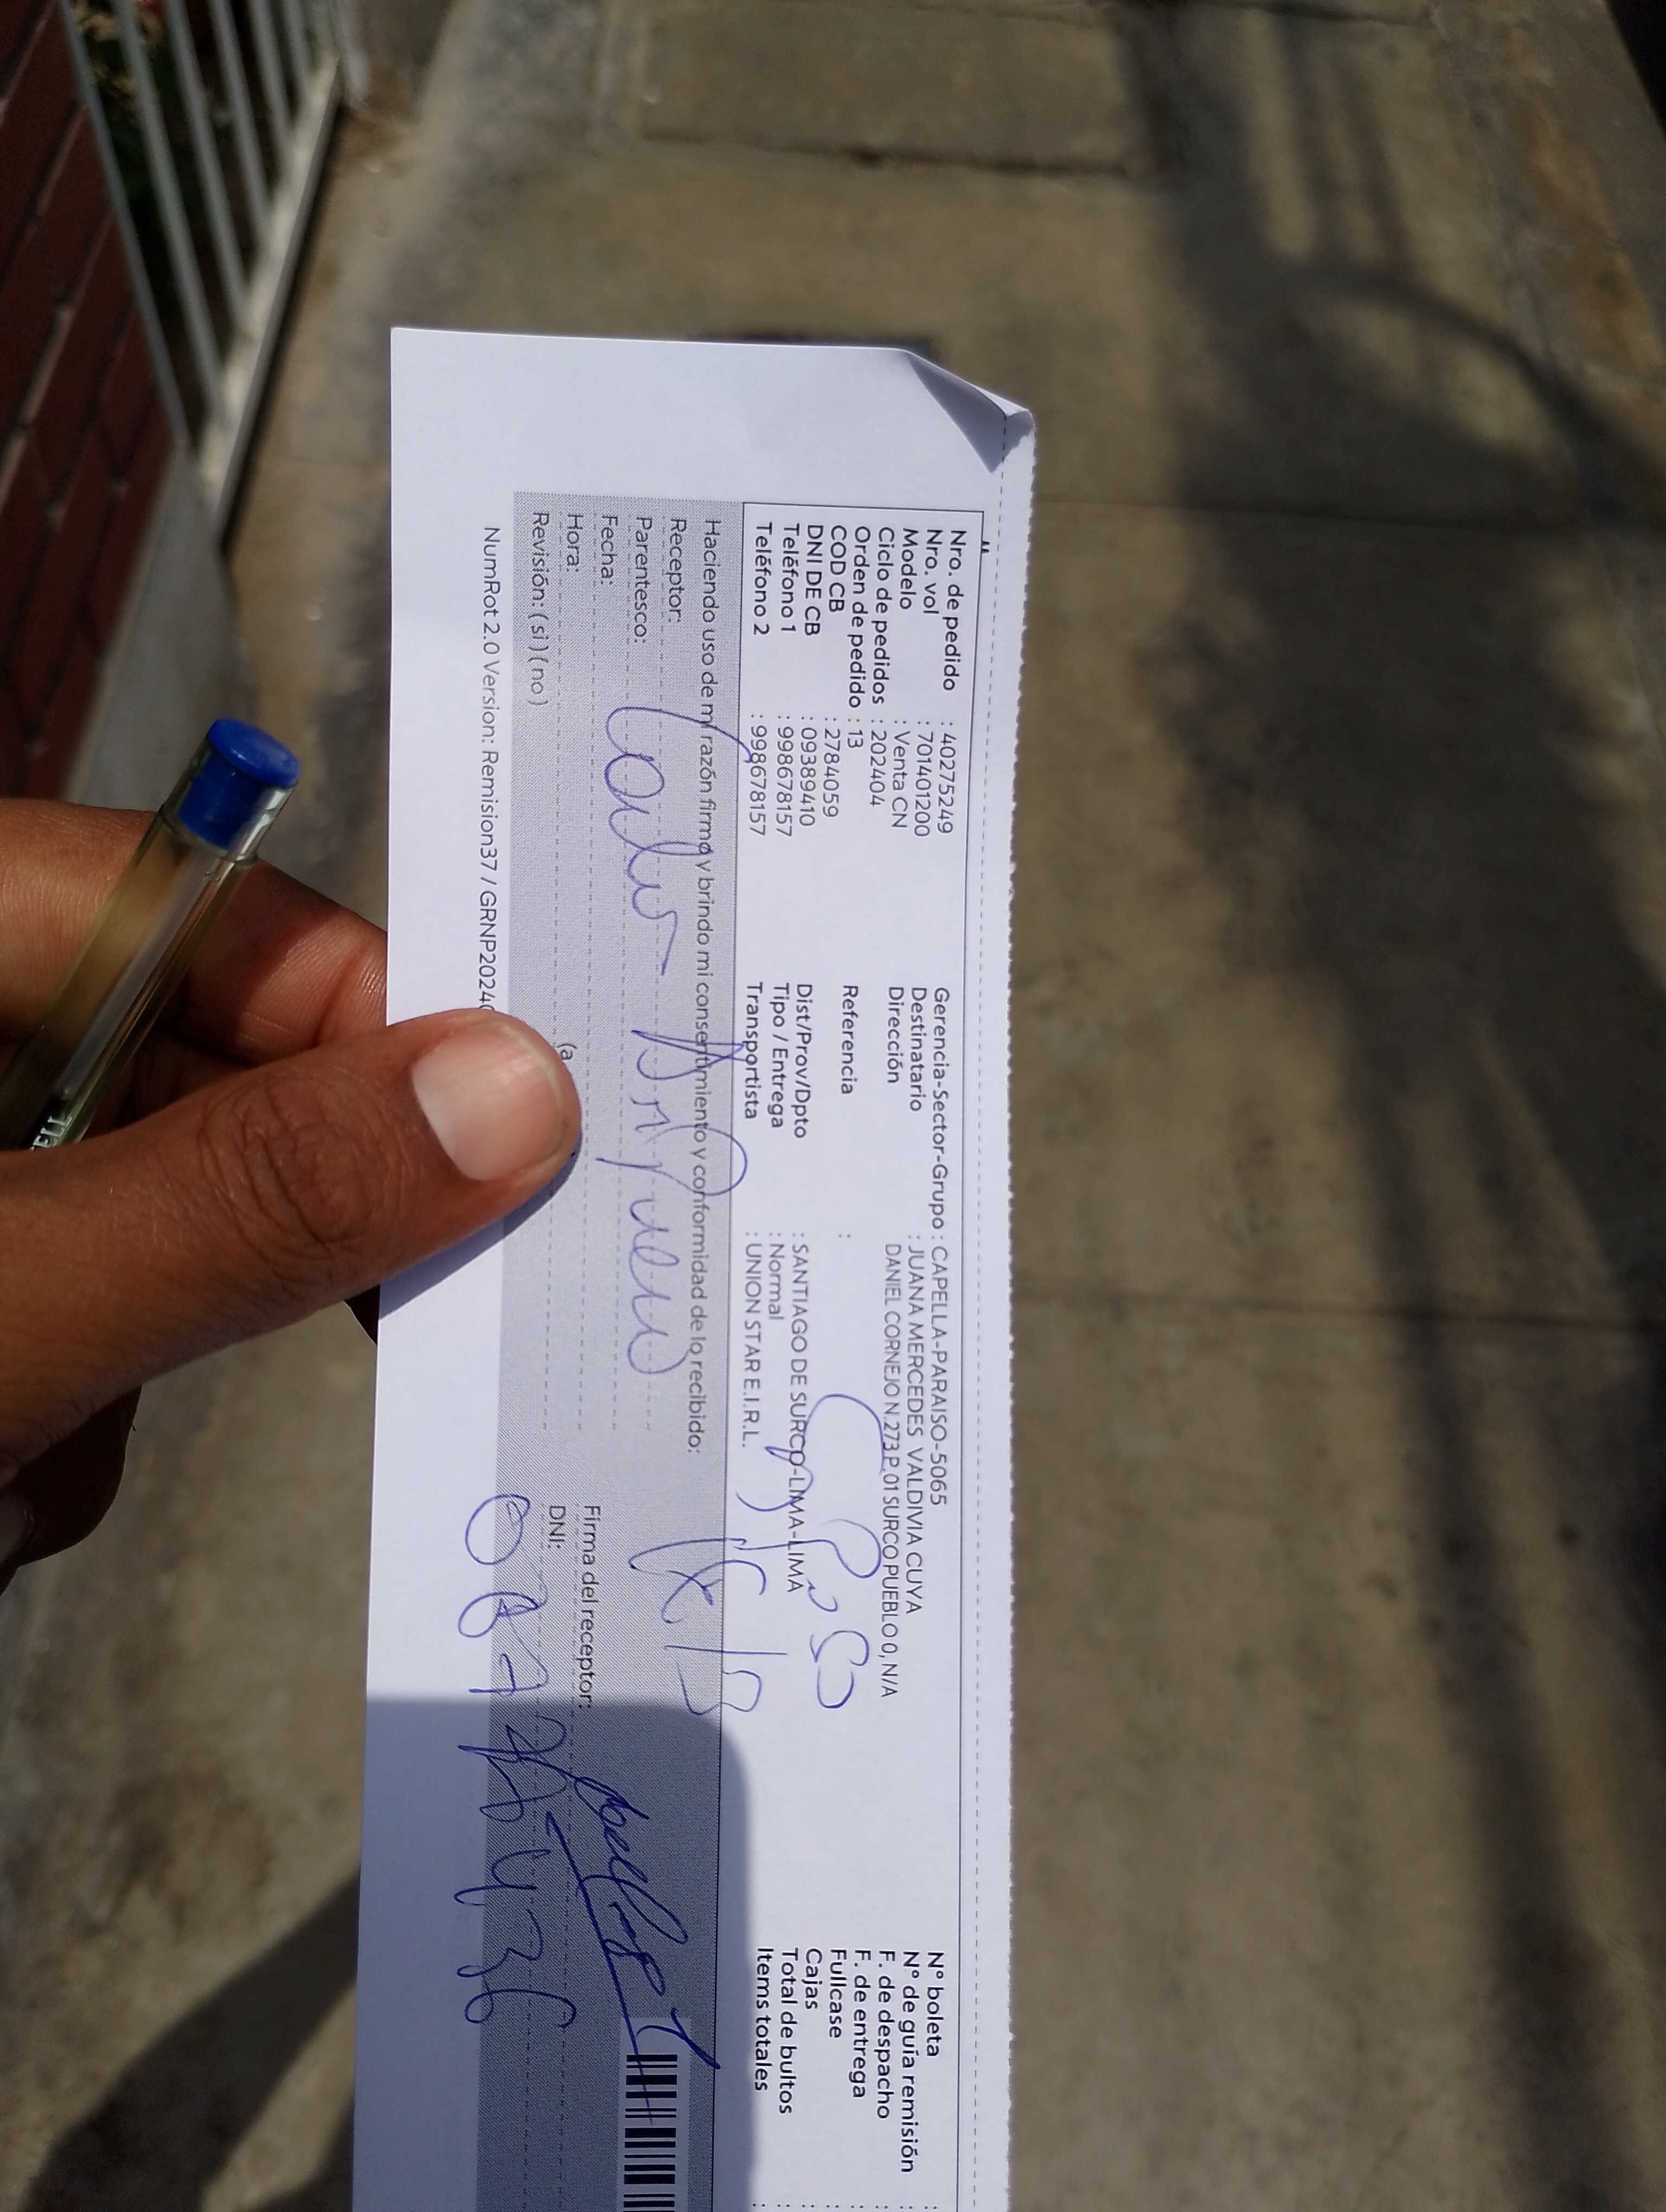 Nro. de pedido : 40275249
Nro. vol : 701401200
Modelo : Venta CN
Ciclo de pedidos : 202404
Orden de pedido : 13
COD CB : 2784059
DNI DE CB : 09389410
Teléfono 1 : 998678157
Teléfono 2 : 998678157
Gerencia-Sector-Grupo : CAPELLA-PARAISO-5065
Destinatario : JUANA MERCEDES VALDIVIA CUYA
Dirección DANIEL CORNEJO N.273 P.01 SURCO PUEBLO 0, N/A
Referencia :
Dist/Prov/Dpto : SANTIAGO DE SURCO-LIMA-LIMA
Tipo / Entrega : Normal
Transportista : UNION STAR E.I.R.L.
N° boleta :
N° de guía remisión :
F. de despacho :
F. de entrega :
Fullcase :
Cajas :
Total de bultos :
Items totales :
Haciendo uso de mi razón firmo y brindo mi consentimiento y conformidad de lo recibido:
Receptor:
Parentesco:
Fecha:
Hora:
Revisión: ( si ) ( no )
(a
Firma del receptor:
DNI:
NumRot 2.0 Version: Remision37 / GRNP2024